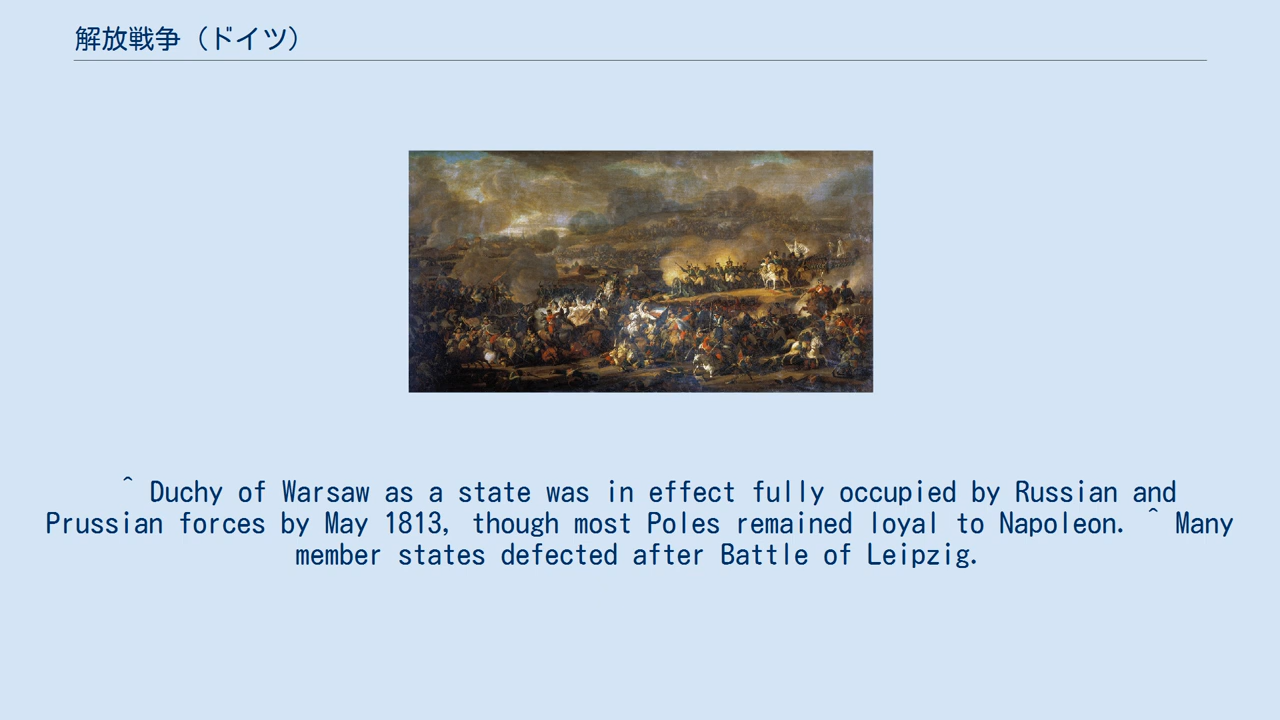 解放戦争（ドイツ）
^ Duchy of Warsaw as a state was in effect fully occupied by Russian and
Prussian forces by May 1813, though most Poles remained loyal to Napoleon. ^ Many
member states defected after Battle of Leipzig.